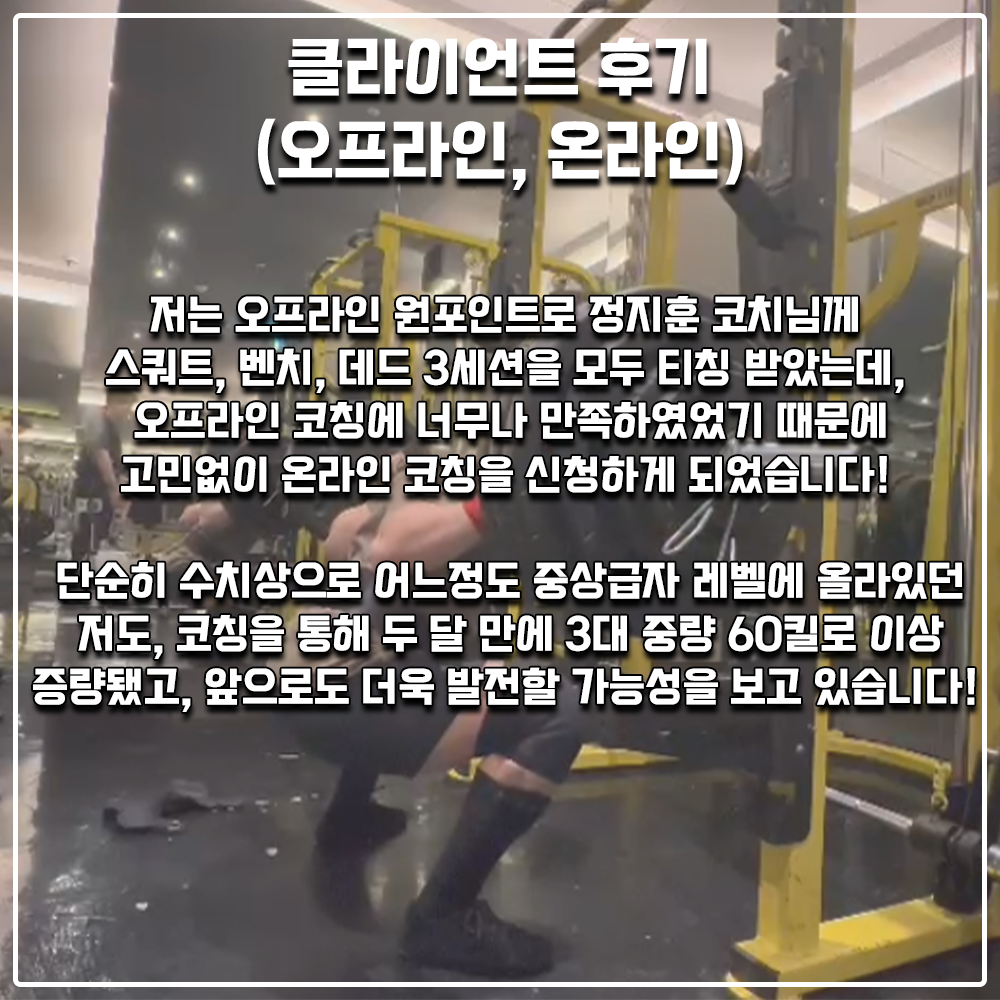 클라이언트 후기
(오프라인, 온라인)
저는 오프라인 원포인트로 정지훈 코치님께
스쿼트, 벤치, 데드 3세션을 모두 티칭 받았는데,
오프라인 코칭에 너무나 만족하였었기 때문에
고민없이 온라인 코칭을 신청하게 되었습니다!
단순히 수치상으로 어느정도 중상급자 레벨에 올라있던
저도, 코칭을 통해 두 달 만에 3대 중량 60킬로 이상
증량됐고, 앞으로도 더욱 발전할 가능성을 보고 있습니다!